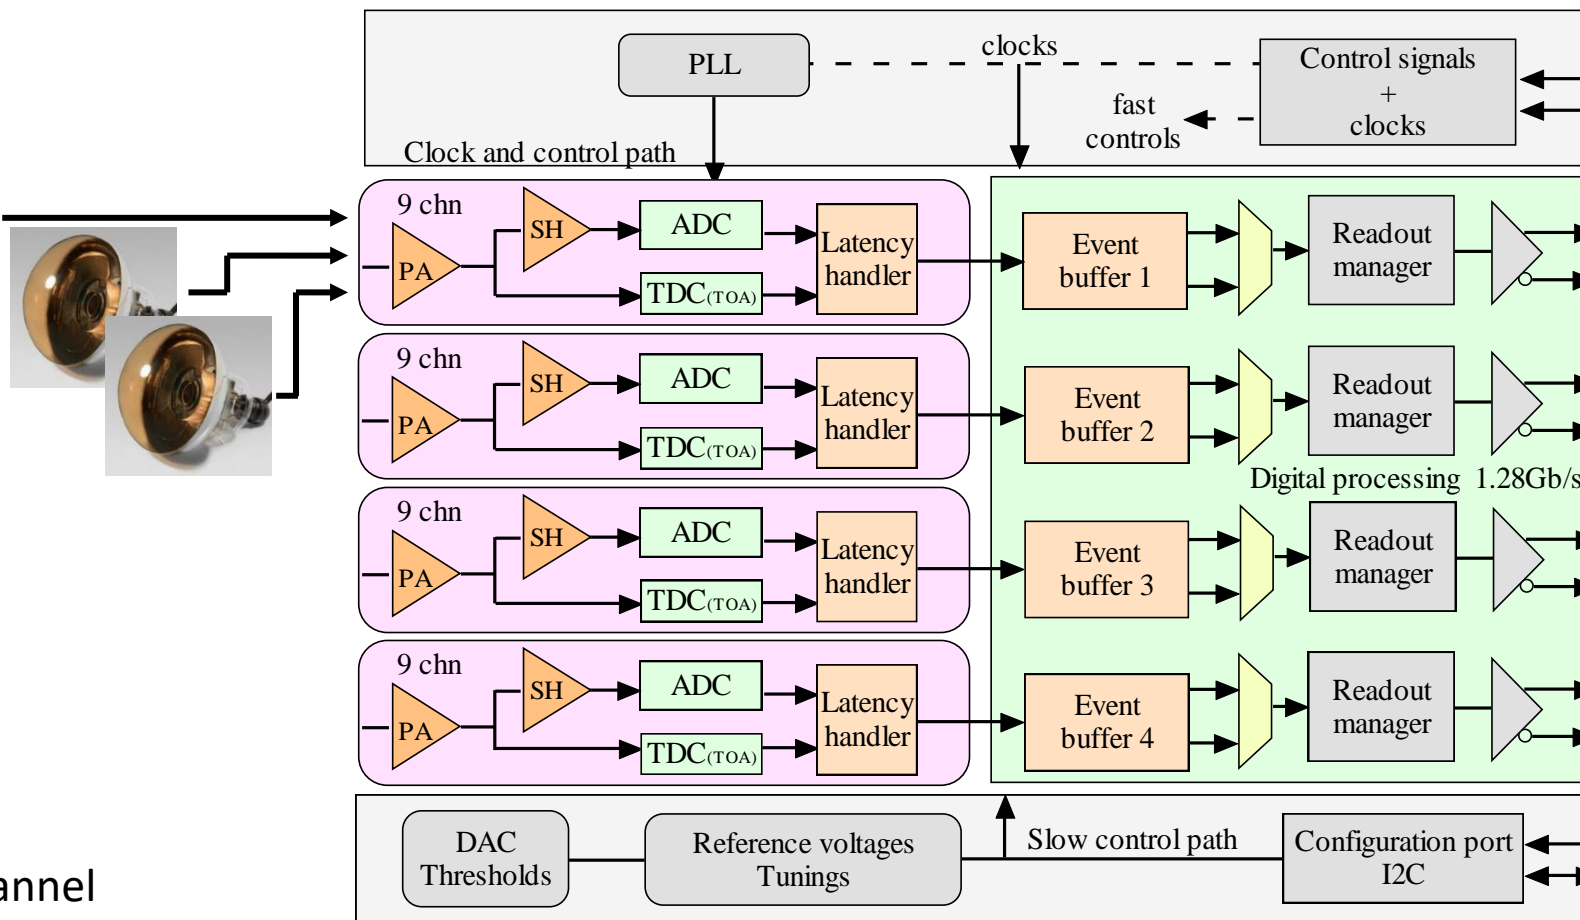 PLL
clocks
Control signals
+
clocks
fast
controls
Clock and control path
9 chn
PA
SH
ADC
TDC(TOA)
Latency
handler
Event
buffer 1
Readout
manager
9 chn
PA
SH
ADC
TDC(TOA)
Latency
handler
Event
buffer 2
Readout
manager
Digital processing 1.28Gb/s
9 chn
PA
SH
ADC
TDC(TOA)
Latency
handler
Event
buffer 3
Readout
manager
9 chn
PA
SH
ADC
TDC(TOA)
Latency
handler
Event
buffer 4
Readout
manager
DAC
Thresholds
Reference voltages
Tunings
Slow control path
Configuration port
I2C
annel